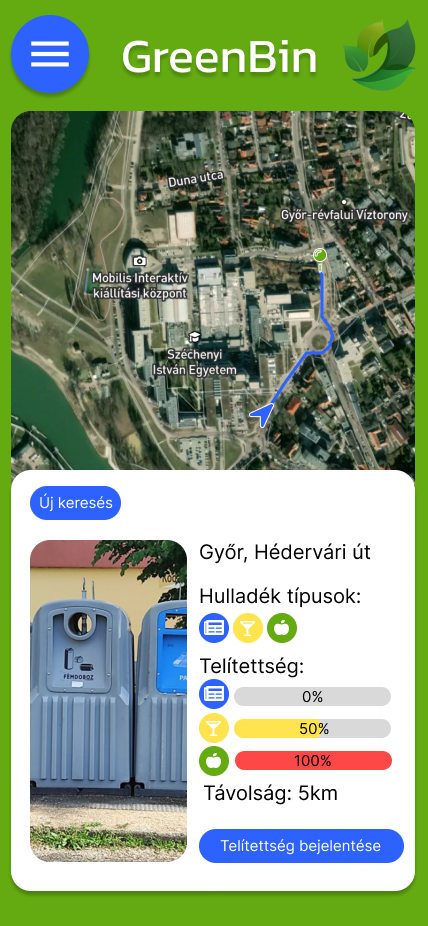 GreenBin
Duna utca
Győr-révfalui Víztorony
Mobilis Interaktív
kiállítási központ
Széchenyi
István Egyetem
Új keresés
FÉMDOBOZ
Győr, Hédervári út
Hulladék típusok:
Telítettség:
0%
50%
100%
Távolság: 5km
Telítettség bejelentése